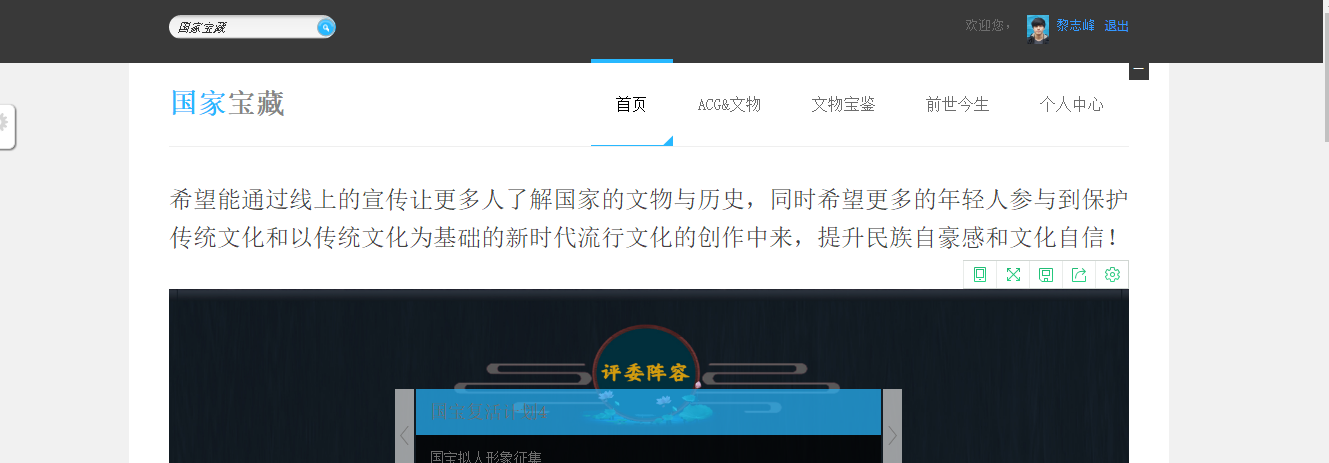 国家宝藏
欢迎您， 黎志峰 退出
国家宝藏
首页 ACG&文物 文物宝鉴 前世今生 个人中心
希望能通过线上的宣传让更多人了解国家的文物与历史，同时希望更多的年轻人参与到保护
传统文化和以传统文化为基础的新时代流行文化的创作中来，提升民族自豪感和文化自信！
评委阵容
国宝拟人形象征集